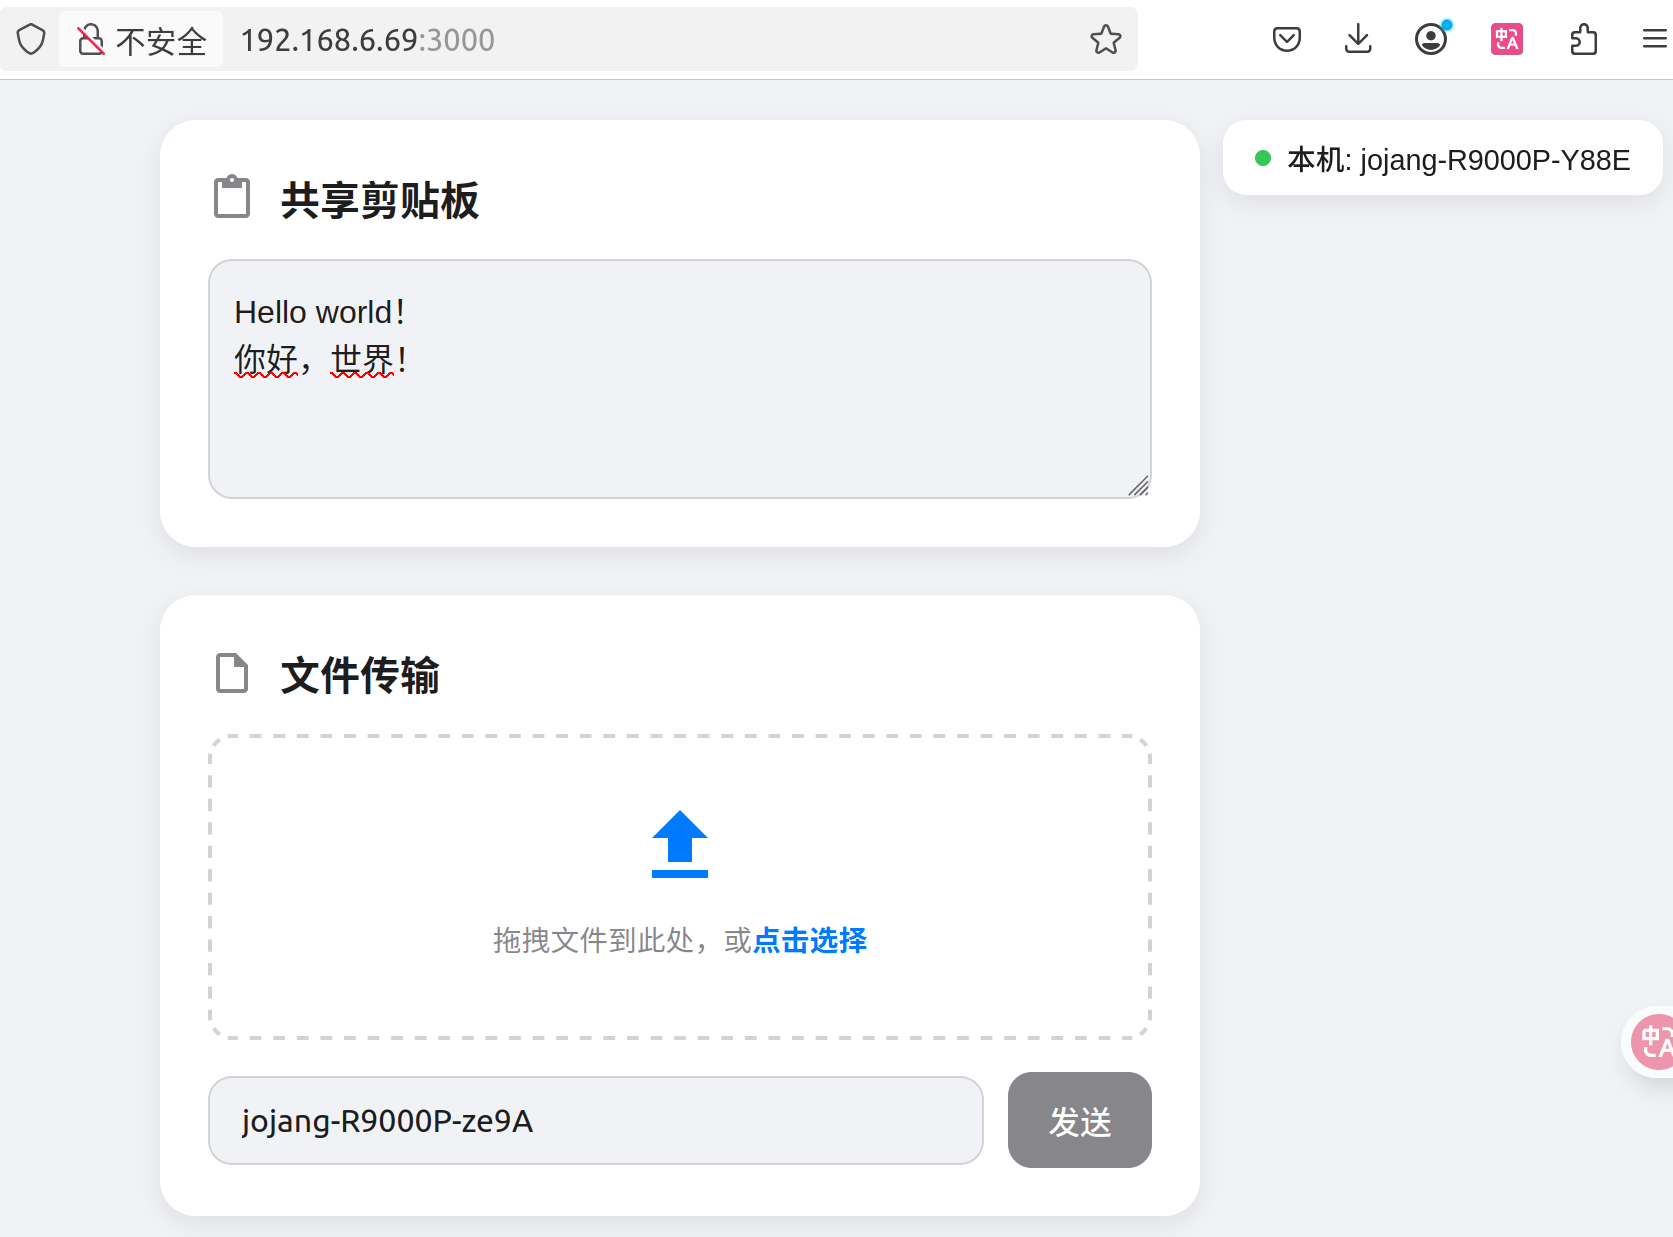 不安全 192.168.6.69:3000
本机: jojang-R9000P-Y88E
共享剪贴板
Hello world！
你好，世界！
文件传输
拖拽文件到此处，或点击选择
jojang-R9000P-ze9A
发送